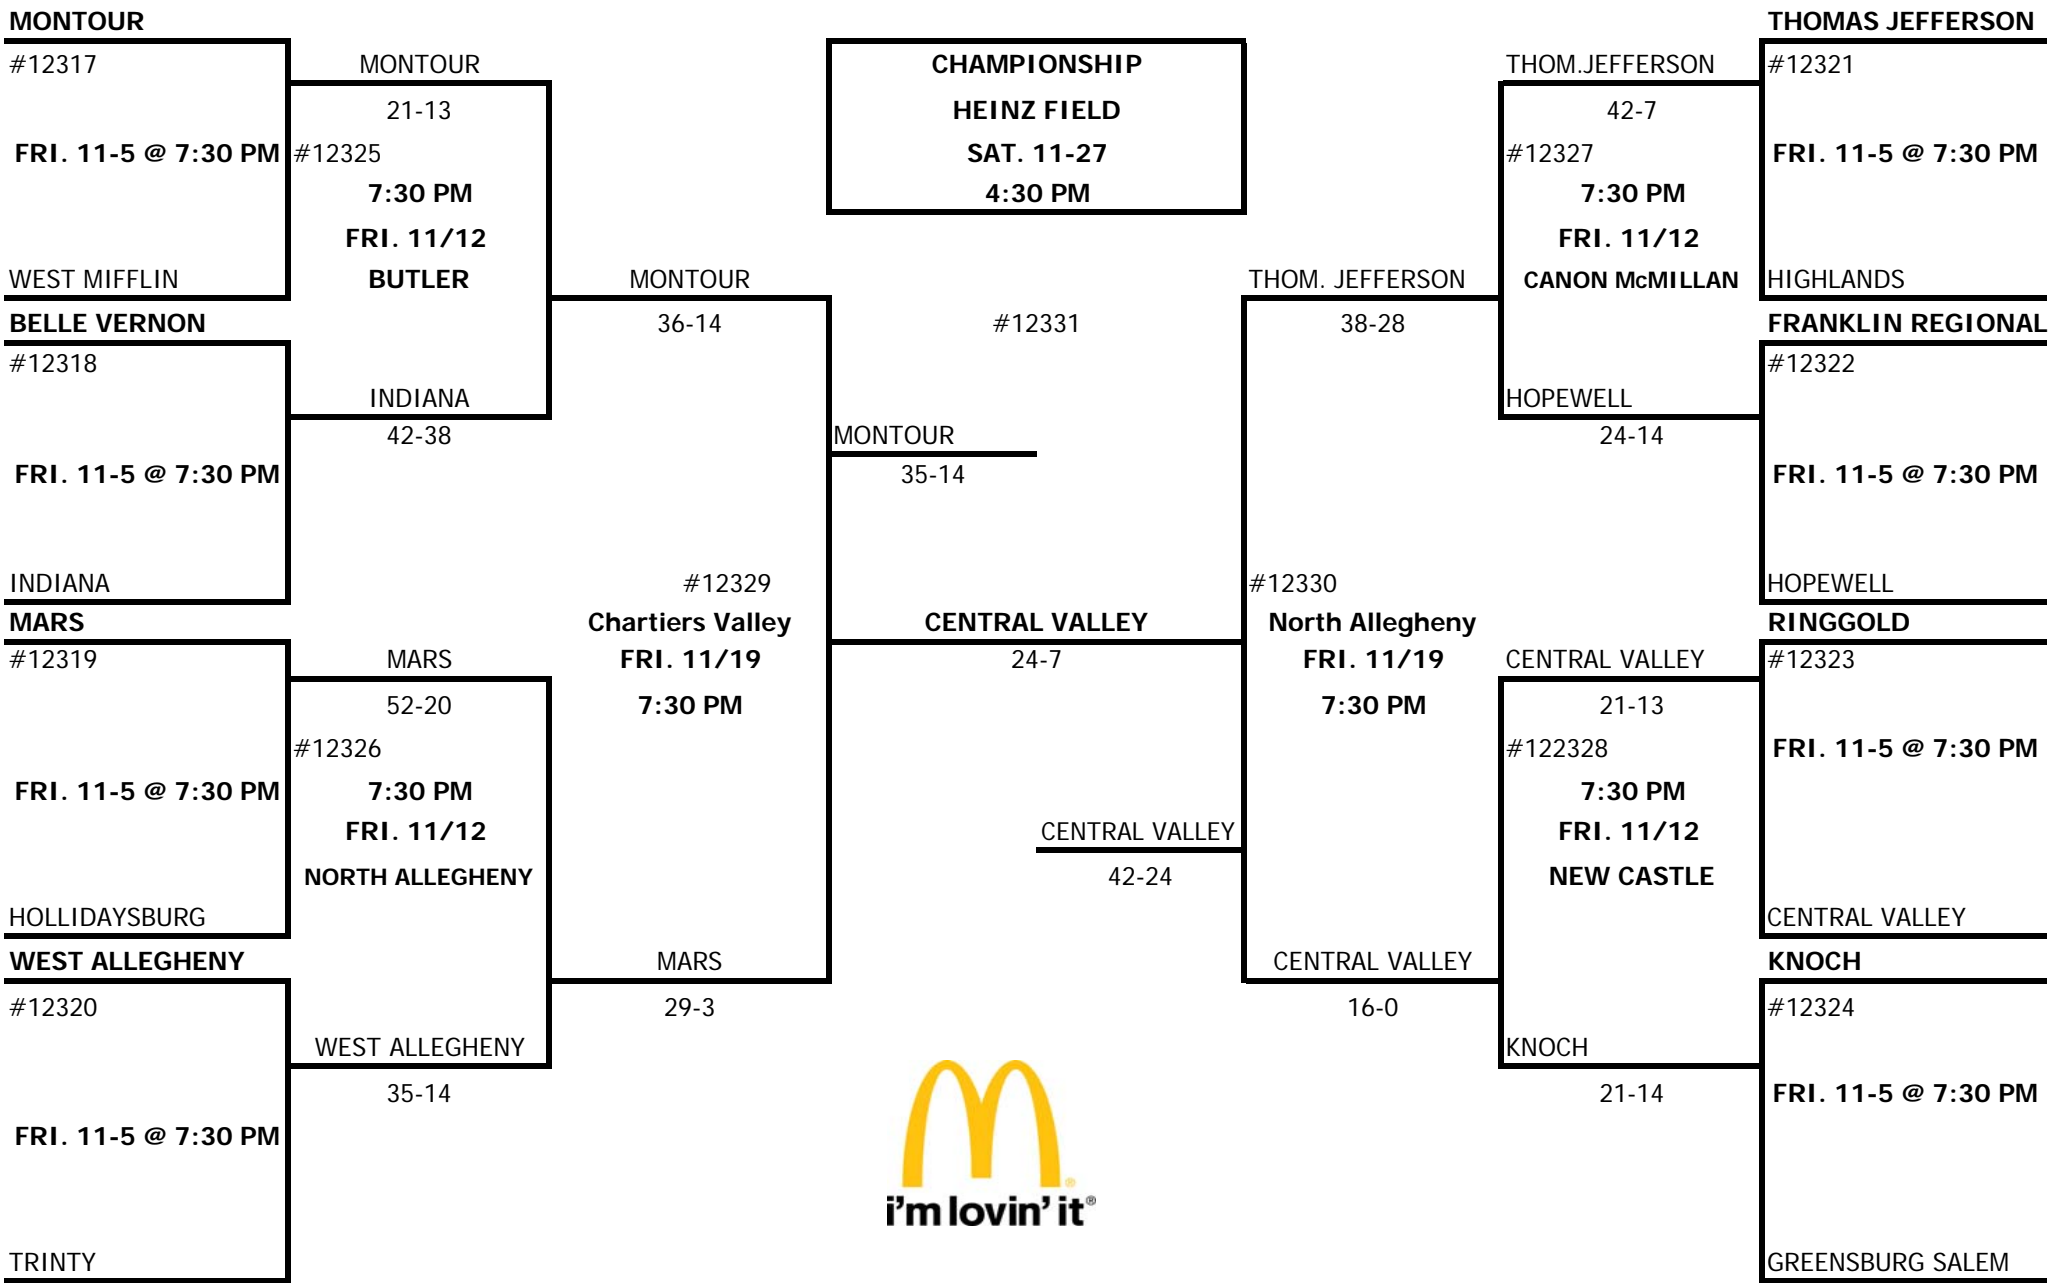 MONTOUR
#12317
FRI. 11-5 @ 7:30 PM
WEST MIFFLIN
BELLE VERNON
#12318
FRI. 11-5 @ 7:30 PM
INDIANA
MARS
#12319
FRI. 11-5 @ 7:30 PM
HOLLIDAYSBURG
WEST ALLEGHENY
#12320
FRI. 11-5 @ 7:30 PM
TRINTY
MONTOUR
21-13
#12325
7:30 PM
FRI. 11/12
BUTLER
INDIANA
42-38
MARS
52-20
#12326
7:30 PM
FRI. 11/12
NORTH ALLEGHENY
WEST ALLEGHENY
35-14
MONTOUR
36-14
#12329
Chartiers Valley
FRI. 11/19
7:30 PM
MARS
29-3
CHAMPIONSHIP
HEINZ FIELD
SAT. 11-27
4:30 PM
#12331
MONTOUR
35-14
CENTRAL VALLEY
24-7
CENTRAL VALLEY
42-24
i'm lovin' it®
THOM. JEFFERSON
38-28
#12330
North Allegheny
FRI. 11/19
7:30 PM
CENTRAL VALLEY
16-0
THOM.JEFFERSON
42-7
#12327
7:30 PM
FRI. 11/12
CANON McMILLAN
HOPEWELL
24-14
CENTRAL VALLEY
21-13
#122328
7:30 PM
FRI. 11/12
NEW CASTLE
KNOCH
21-14
THOMAS JEFFERSON
#12321
FRI. 11-5 @ 7:30 PM
HIGHLANDS
FRANKLIN REGIONAL
#12322
FRI. 11-5 @ 7:30 PM
HOPEWELL
RINGGOLD
#12323
FRI. 11-5 @ 7:30 PM
CENTRAL VALLEY
KNOCH
#12324
FRI. 11-5 @ 7:30 PM
GREENSBURG SALEM